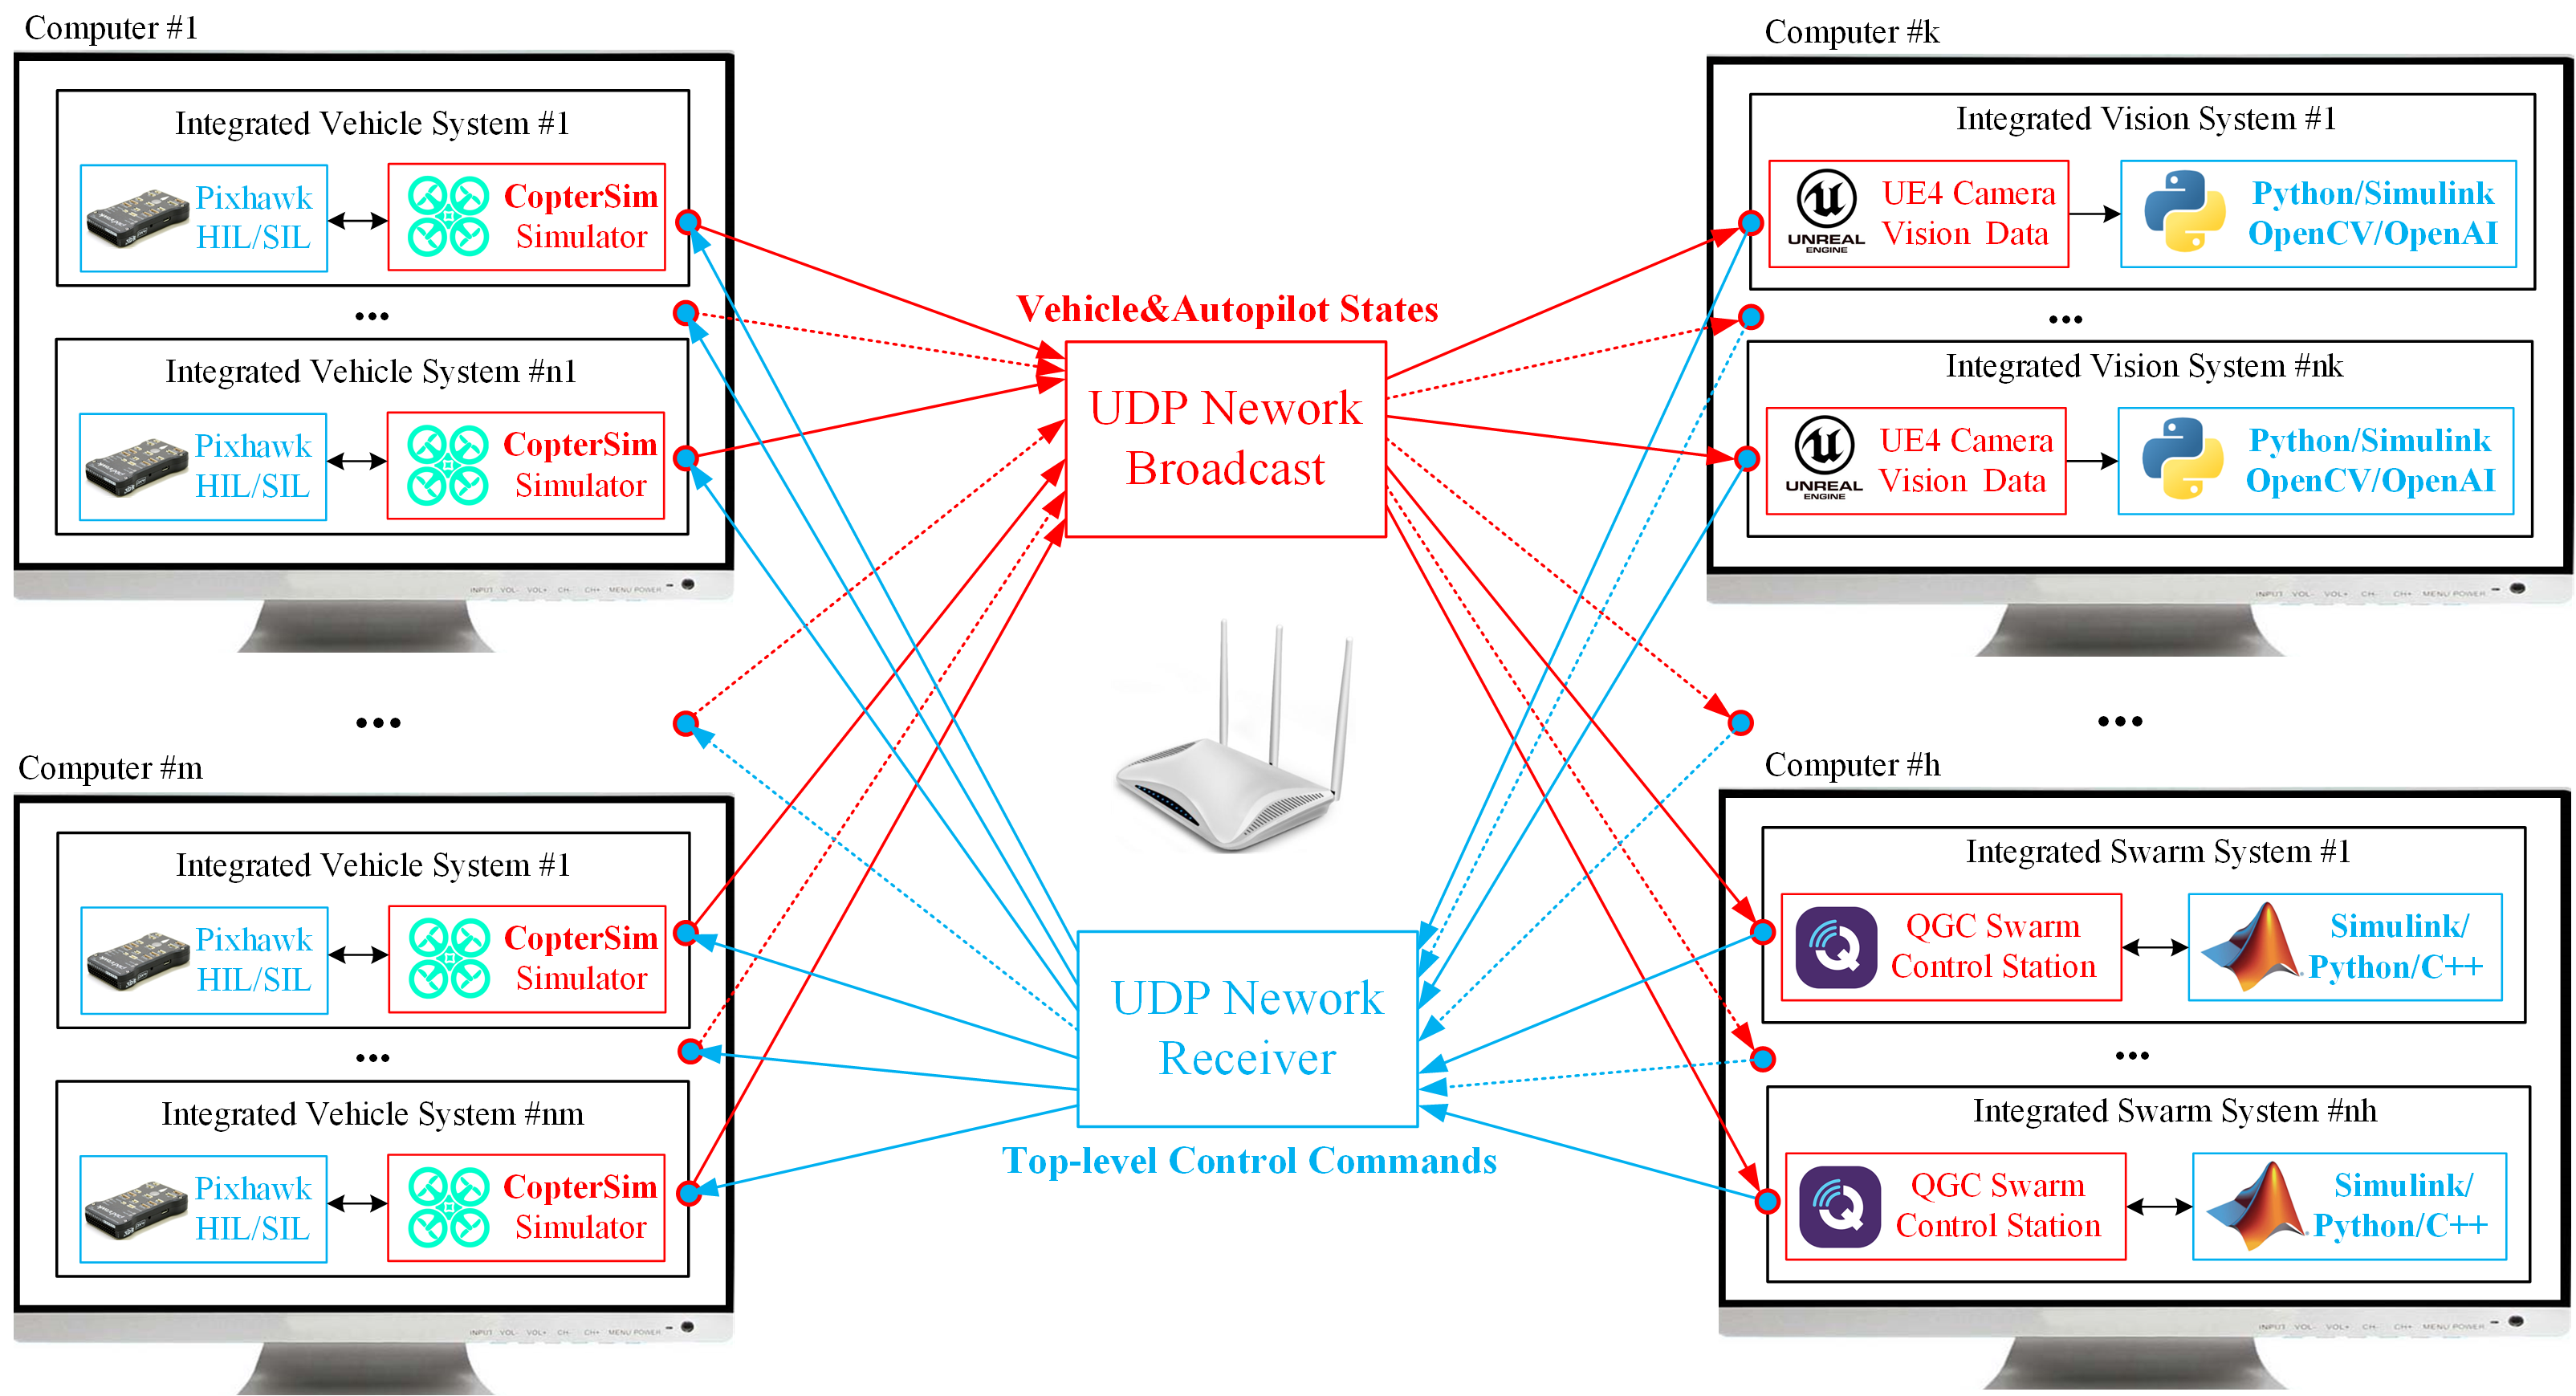 Computer #1
Integrated Vehicle System #1
Pixhawk
HIL/SIL
CopterSim
Simulator
...
Integrated Vehicle System #n1
Pixhawk
HIL/SIL
CopterSim
Simulator
INPUT VOL- VOL+ CH- CH+ MENU POWER
...
Computer #m
Integrated Vehicle System #1
Pixhawk
HIL/SIL
CopterSim
Simulator
...
Integrated Vehicle System #nm
Pixhawk
HIL/SIL
CopterSim
Simulator
INPUT VOL- VOL+ CH- CH+ MENU POWER
Vehicle&Autopilot States
UDP Nework
Broadcast
UDP Nework
Receiver
Top-level Control Commands
Computer #k
Integrated Vision System #1
UNREAL
ENGINE
UE4 Camera
Vision Data
Python/Simulink
OpenCV/OpenAI
...
Integrated Vision System #nk
UNREAL
ENGINE
UE4 Camera
Vision Data
Python/Simulink
OpenCV/OpenAI
INPUT VOL- VOL+ CH- CH+ MENU POWER
...
Computer #h
Integrated Swarm System #1
QGC Swarm
Control Station
Simulink/
Python/C++
...
Integrated Swarm System #nh
QGC Swarm
Control Station
Simulink/
Python/C++
INPUT VOL- VOL+ CH- CH+ MENU POWER